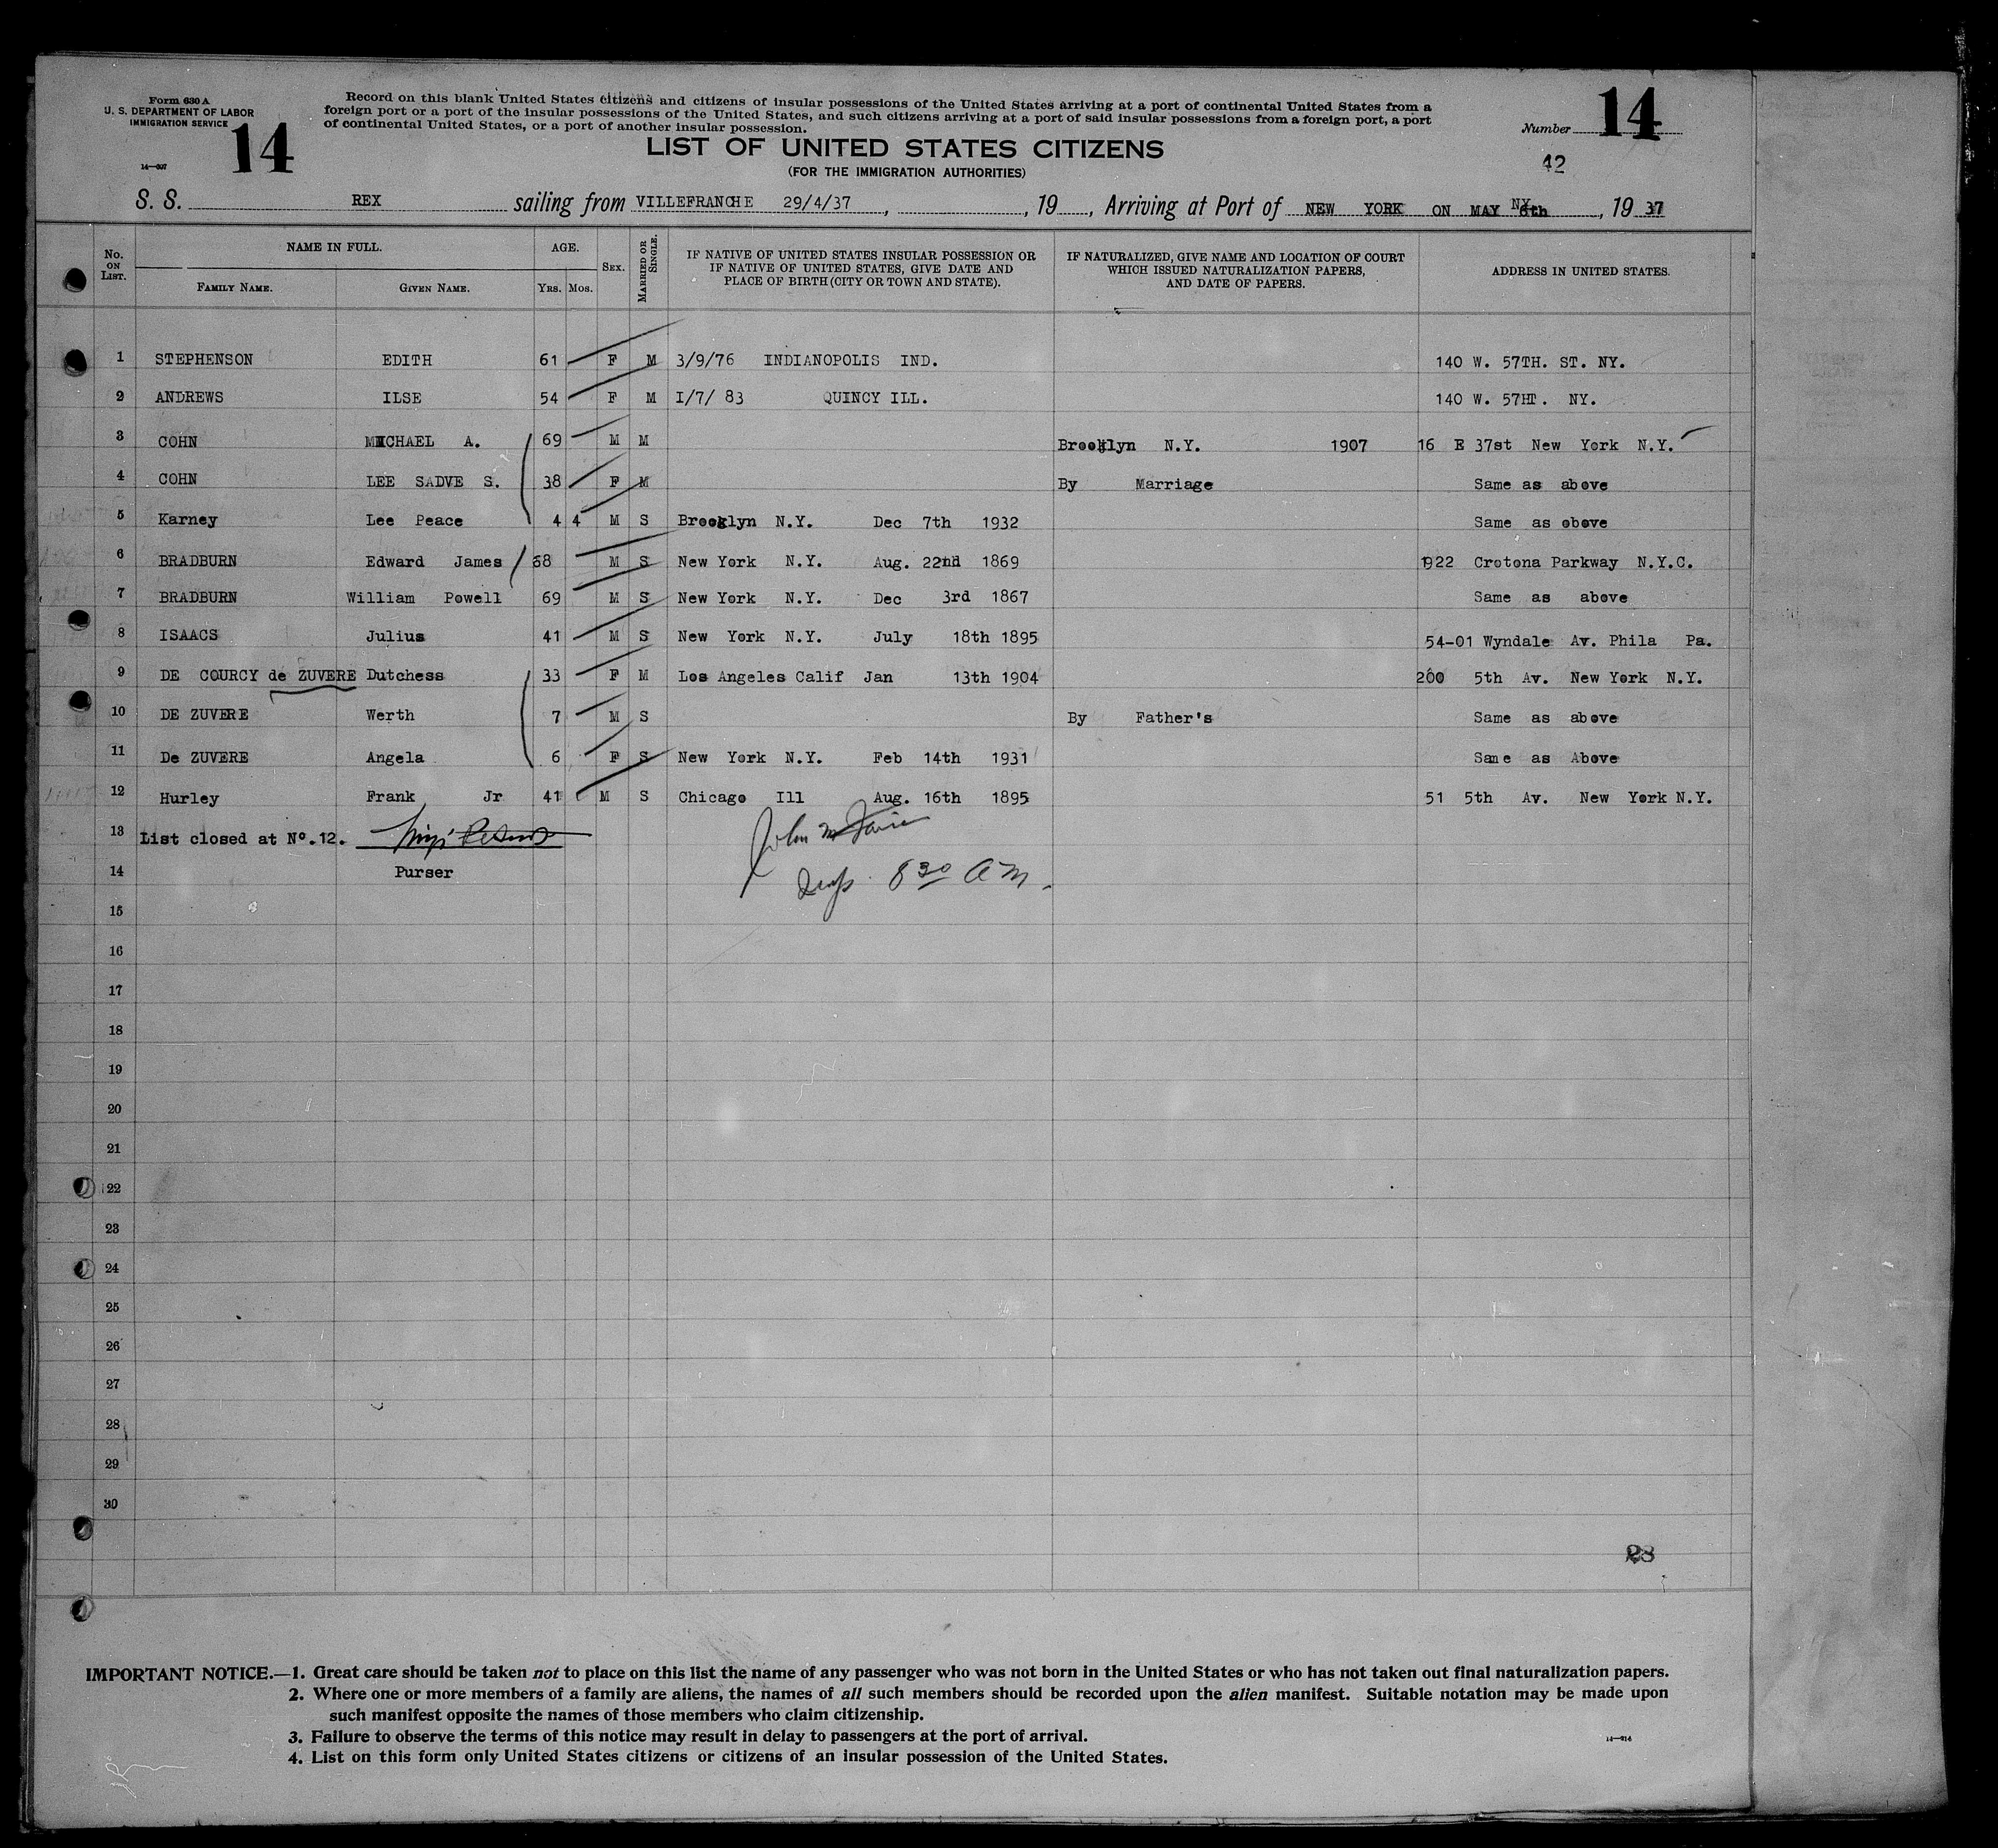 Form 630 A
U. S. DEPARTMENT OF LABOR
IMMIGRATION SERVICE
14
Record on this blank United States citizens and citizens of insular possessions of the United States arriving at a port of continental United States from a
foreign port or a port of the insular possessions of the United States, and such citizens arriving at a port of said insular possessions from a foreign port, a port
of continental United States, or a port of another insular possession.
Number 14
42
LIST OF UNITED STATES CITIZENS
(FOR THE IMMIGRATION AUTHORITIES)
S. S. REX sailing from VILLEFRANCHE 29/4/37 , , 19 , Arriving at Port of NEW YORK ON MAY 6th NY , 19 37
No. ON LIST. NAME IN FULL. FAMILY NAME. GIVEN NAME. AGE. YRS. MOS. SEX. MARRIED OR SINGLE. IF NATIVE OF UNITED STATES INSULAR POSSESSION OR IF NATIVE OF UNITED STATES, GIVE DATE AND PLACE OF BIRTH (CITY OR TOWN AND STATE). IF NATURALIZED, GIVE NAME AND LOCATION OF COURT WHICH ISSUED NATURALIZATION PAPERS, AND DATE OF PAPERS. ADDRESS IN UNITED STATES.
1 STEPHENSON EDITH 61 F M 3/9/76 INDIANOPOLIS IND. 140 W. 57TH. ST. NY.
2 ANDREWS ILSE 54 F M I/7/ 83 QUINCY ILL. 140 W. 57HT. NY.
3 COHN MICHAEL A. 69 M M Brooklyn N.Y. 1907 16 E 37st New York N.Y.
4 COHN LEE SADVE S. 38 F M By Marriage Same as above
5 Karney Lee Peace 4 4 M S Brooklyn N.Y. Dec 7th 1932 Same as obove
6 BRADBURN Edward James 68 M S New York N.Y. Aug. 22nd 1869 1922 Crotona Parkway N.Y.C.
7 BRADBURN William Powell 69 M S New York N.Y. Dec 3rd 1867 Same as above
8 ISAACS Julius 41 M S New York N.Y. July 18th 1895 54-01 Wyndale Av. Phila Pa.
9 DE COURCY de ZUVERE Dutchess 33 F M Los Angeles Calif Jan 13th 1904 200 5th Av. New York N.Y.
10 DE ZUVERE Werth 7 M S By Father's Same as above
11 De ZUVERE Angela 6 F S New York N.Y. Feb 14th 1931 Same as Above
12 Hurley Frank Jr 41 M S Chicago Ill Aug. 16th 1895 51 5th Av. New York N.Y.
13 List closed at No.12. John
14 Purser 8 30 AM.
15
16
17
18
19
20
21
22
23
24
25
26
27
28
29
30
28
IMPORTANT NOTICE.—1. Great care should be taken not to place on this list the name of any passenger who was not born in the United States or who has not taken out final naturalization papers.
2. Where one or more members of a family are aliens, the names of all such members should be recorded upon the alien manifest. Suitable notation may be made upon
such manifest opposite the names of those members who claim citizenship.
3. Failure to observe the terms of this notice may result in delay to passengers at the port of arrival.
4. List on this form only United States citizens or citizens of an insular possession of the United States.